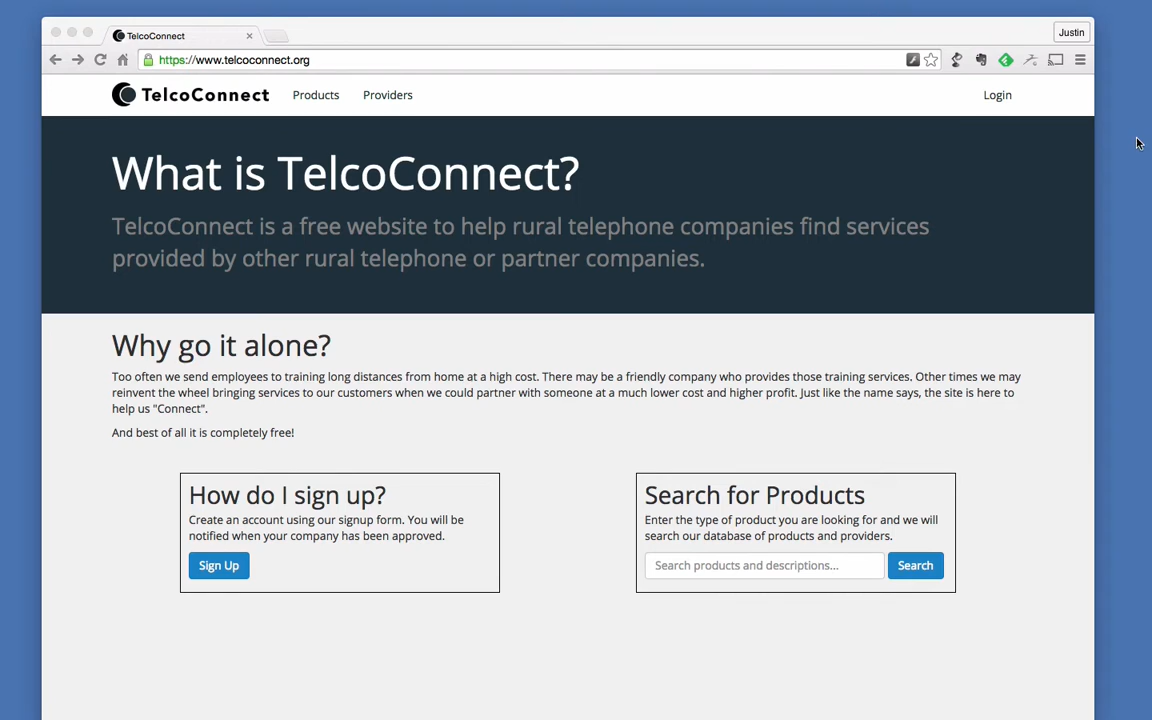 TelcoConnect
Justin
https://www.telcoconnect.org
TelcoConnect Products Providers Login
What is TelcoConnect?
TelcoConnect is a free website to help rural telephone companies find services
provided by other rural telephone or partner companies.
Why go it alone?
Too often we send employees to training long distances from home at a high cost. There may be a friendly company who provides those training services. Other times we may
reinvent the wheel bringing services to our customers when we could partner with someone at a much lower cost and higher profit. Just like the name says, the site is here to
help us "Connect".
And best of all it is completely free!
How do I sign up?
Create an account using our signup form. You will be
notified when your company has been approved.
Sign Up
Search for Products
Enter the type of product you are looking for and we will
search our database of products and providers.
Search products and descriptions...
Search